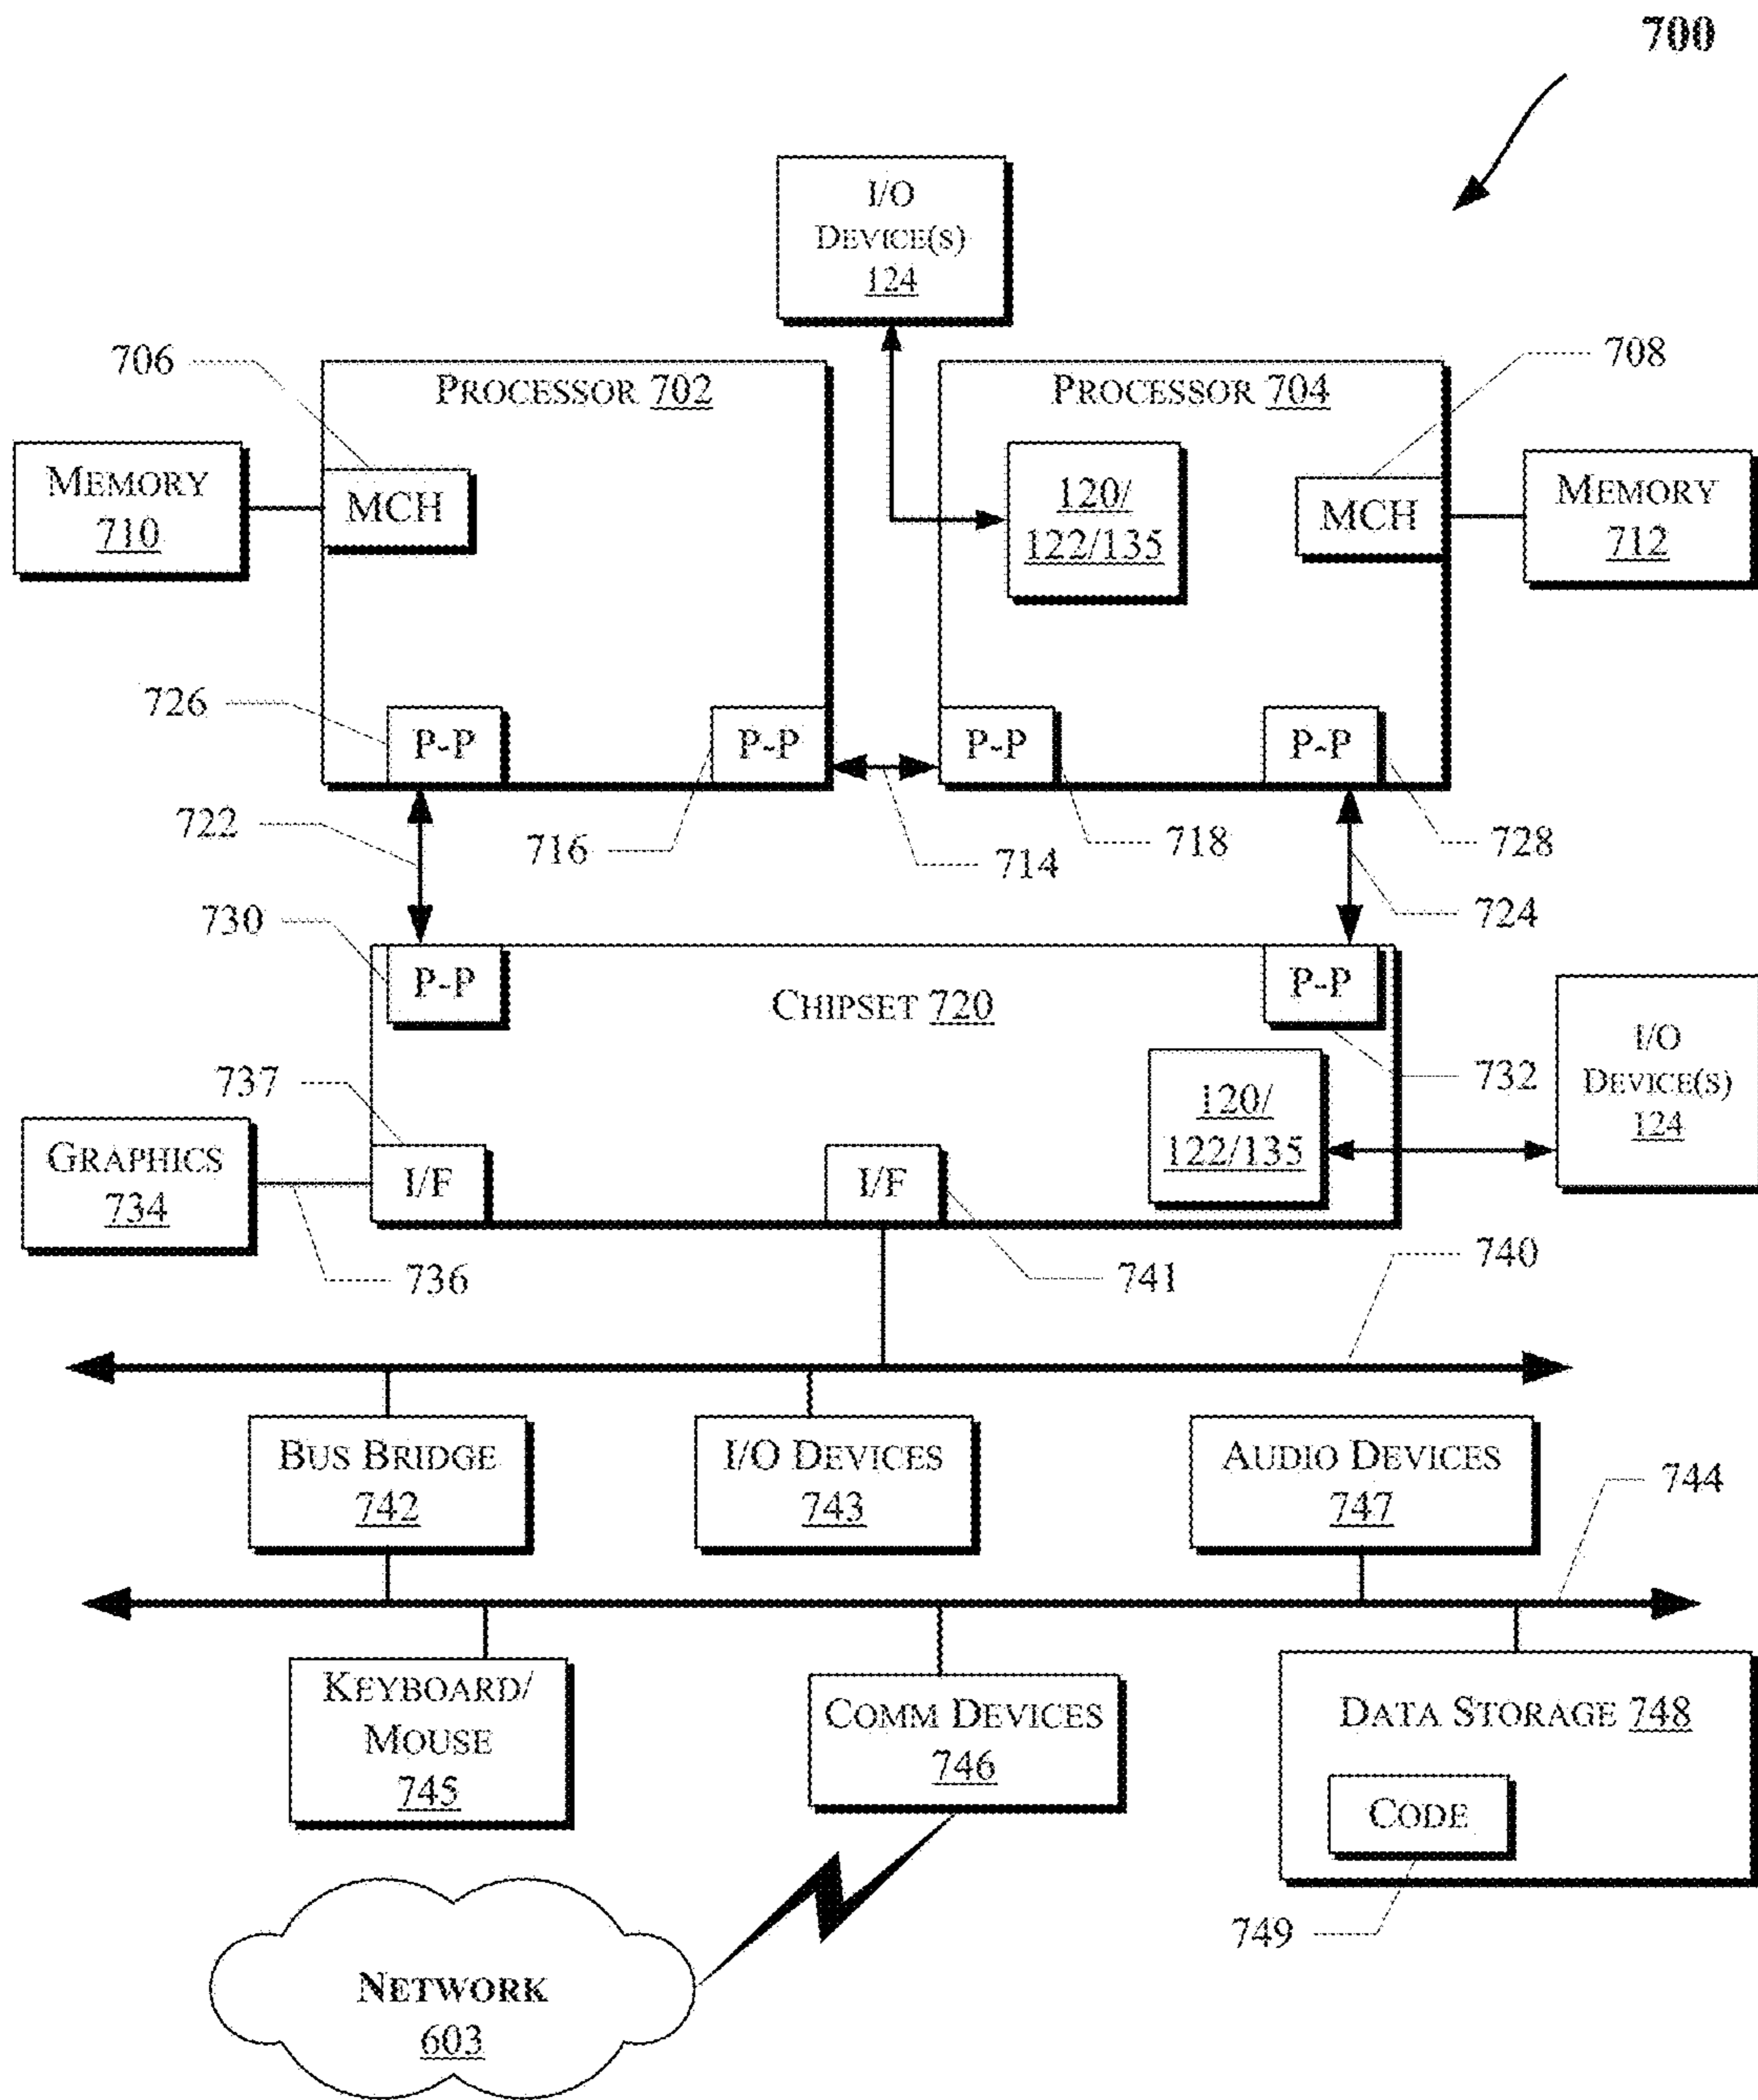 700
I/O
DEVICE(S)
124
706
708
PROCESSOR 702
PROCESSOR 704
MEMORY
710
MCH
120/
122/135
MCH
MEMORY
712
726
P-P
P-P
P-P
P-P
722
716
714
718
728
730
724
P-P
CHIPSET 720
P-P
I/O
DEVICE(S)
124
737
732
120/
122/135
GRAPHICS
734
I/F
I/F
736
741
740
BUS BRIDGE
742
I/O DEVICES
743
AUDIO DEVICES
747
744
KEYBOARD/
MOUSE
745
COMM DEVICES
746
DATA STORAGE 748
CODE
749
NETWORK
603